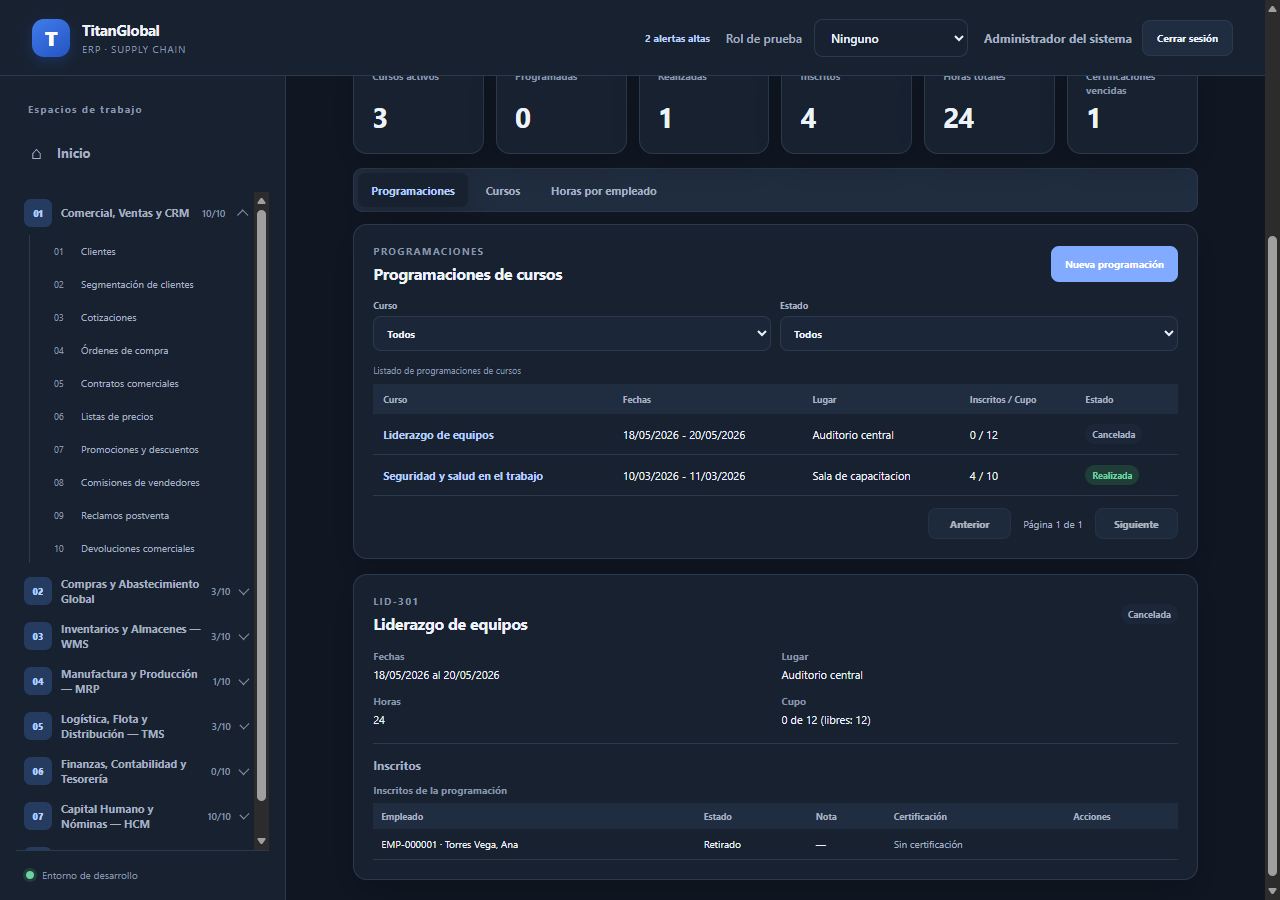 T
TitanGlobal
ERP · SUPPLY CHAIN
2 alertas altas
Rol de prueba
Ninguno
Administrador del sistema
Cerrar sesión
Espacios de trabajo
Inicio
01 Comercial, Ventas y CRM 10/10
01 Clientes
02 Segmentación de clientes
03 Cotizaciones
04 Órdenes de compra
05 Contratos comerciales
06 Listas de precios
07 Promociones y descuentos
08 Comisiones de vendedores
09 Reclamos postventa
10 Devoluciones comerciales
02 Compras y Abastecimiento Global 3/10
03 Inventarios y Almacenes — WMS 3/10
04 Manufactura y Producción — MRP 1/10
05 Logística, Flota y Distribución — TMS 3/10
06 Finanzas, Contabilidad y Tesorería 0/10
07 Capital Humano y Nóminas — HCM 10/10
Entorno de desarrollo
Cursos activos
3
Programadas
0
Realizadas
1
Inscritos
4
Horas totales
24
Certificaciones vencidas
1
Programaciones Cursos Horas por empleado
PROGRAMACIONES
Programaciones de cursos
Nueva programación
Curso
Todos
Estado
Todos
Listado de programaciones de cursos
Curso Fechas Lugar Inscritos / Cupo Estado
Liderazgo de equipos 18/05/2026 - 20/05/2026 Auditorio central 0 / 12 Cancelada
Seguridad y salud en el trabajo 10/03/2026 - 11/03/2026 Sala de capacitacion 4 / 10 Realizada
Anterior Página 1 de 1 Siguiente
LID-301
Liderazgo de equipos
Cancelada
Fechas
18/05/2026 al 20/05/2026
Lugar
Auditorio central
Horas
24
Cupo
0 de 12 (libres: 12)
Inscritos
Inscritos de la programación
Empleado Estado Nota Certificación Acciones
EMP-000001 · Torres Vega, Ana Retirado — Sin certificación